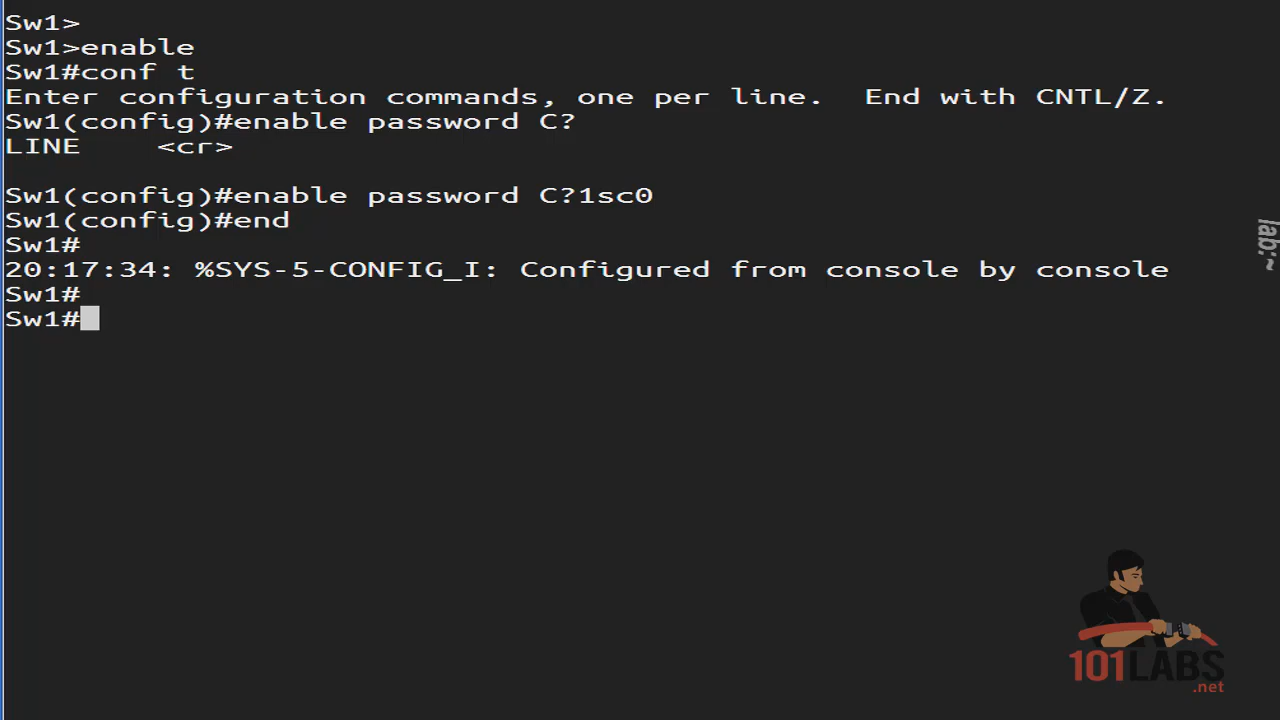 Sw1>
Sw1>enable
Sw1#conf t
Enter configuration commands, one per line.  End with CNTL/Z.
Sw1(config)#enable password C?
LINE    <cr>
Sw1(config)#enable password C?1sc0
Sw1(config)#end
Sw1#
20:17:34: %SYS-5-CONFIG_I: Configured from console by console
Sw1#
Sw1#
lab:~
101LABS
.net